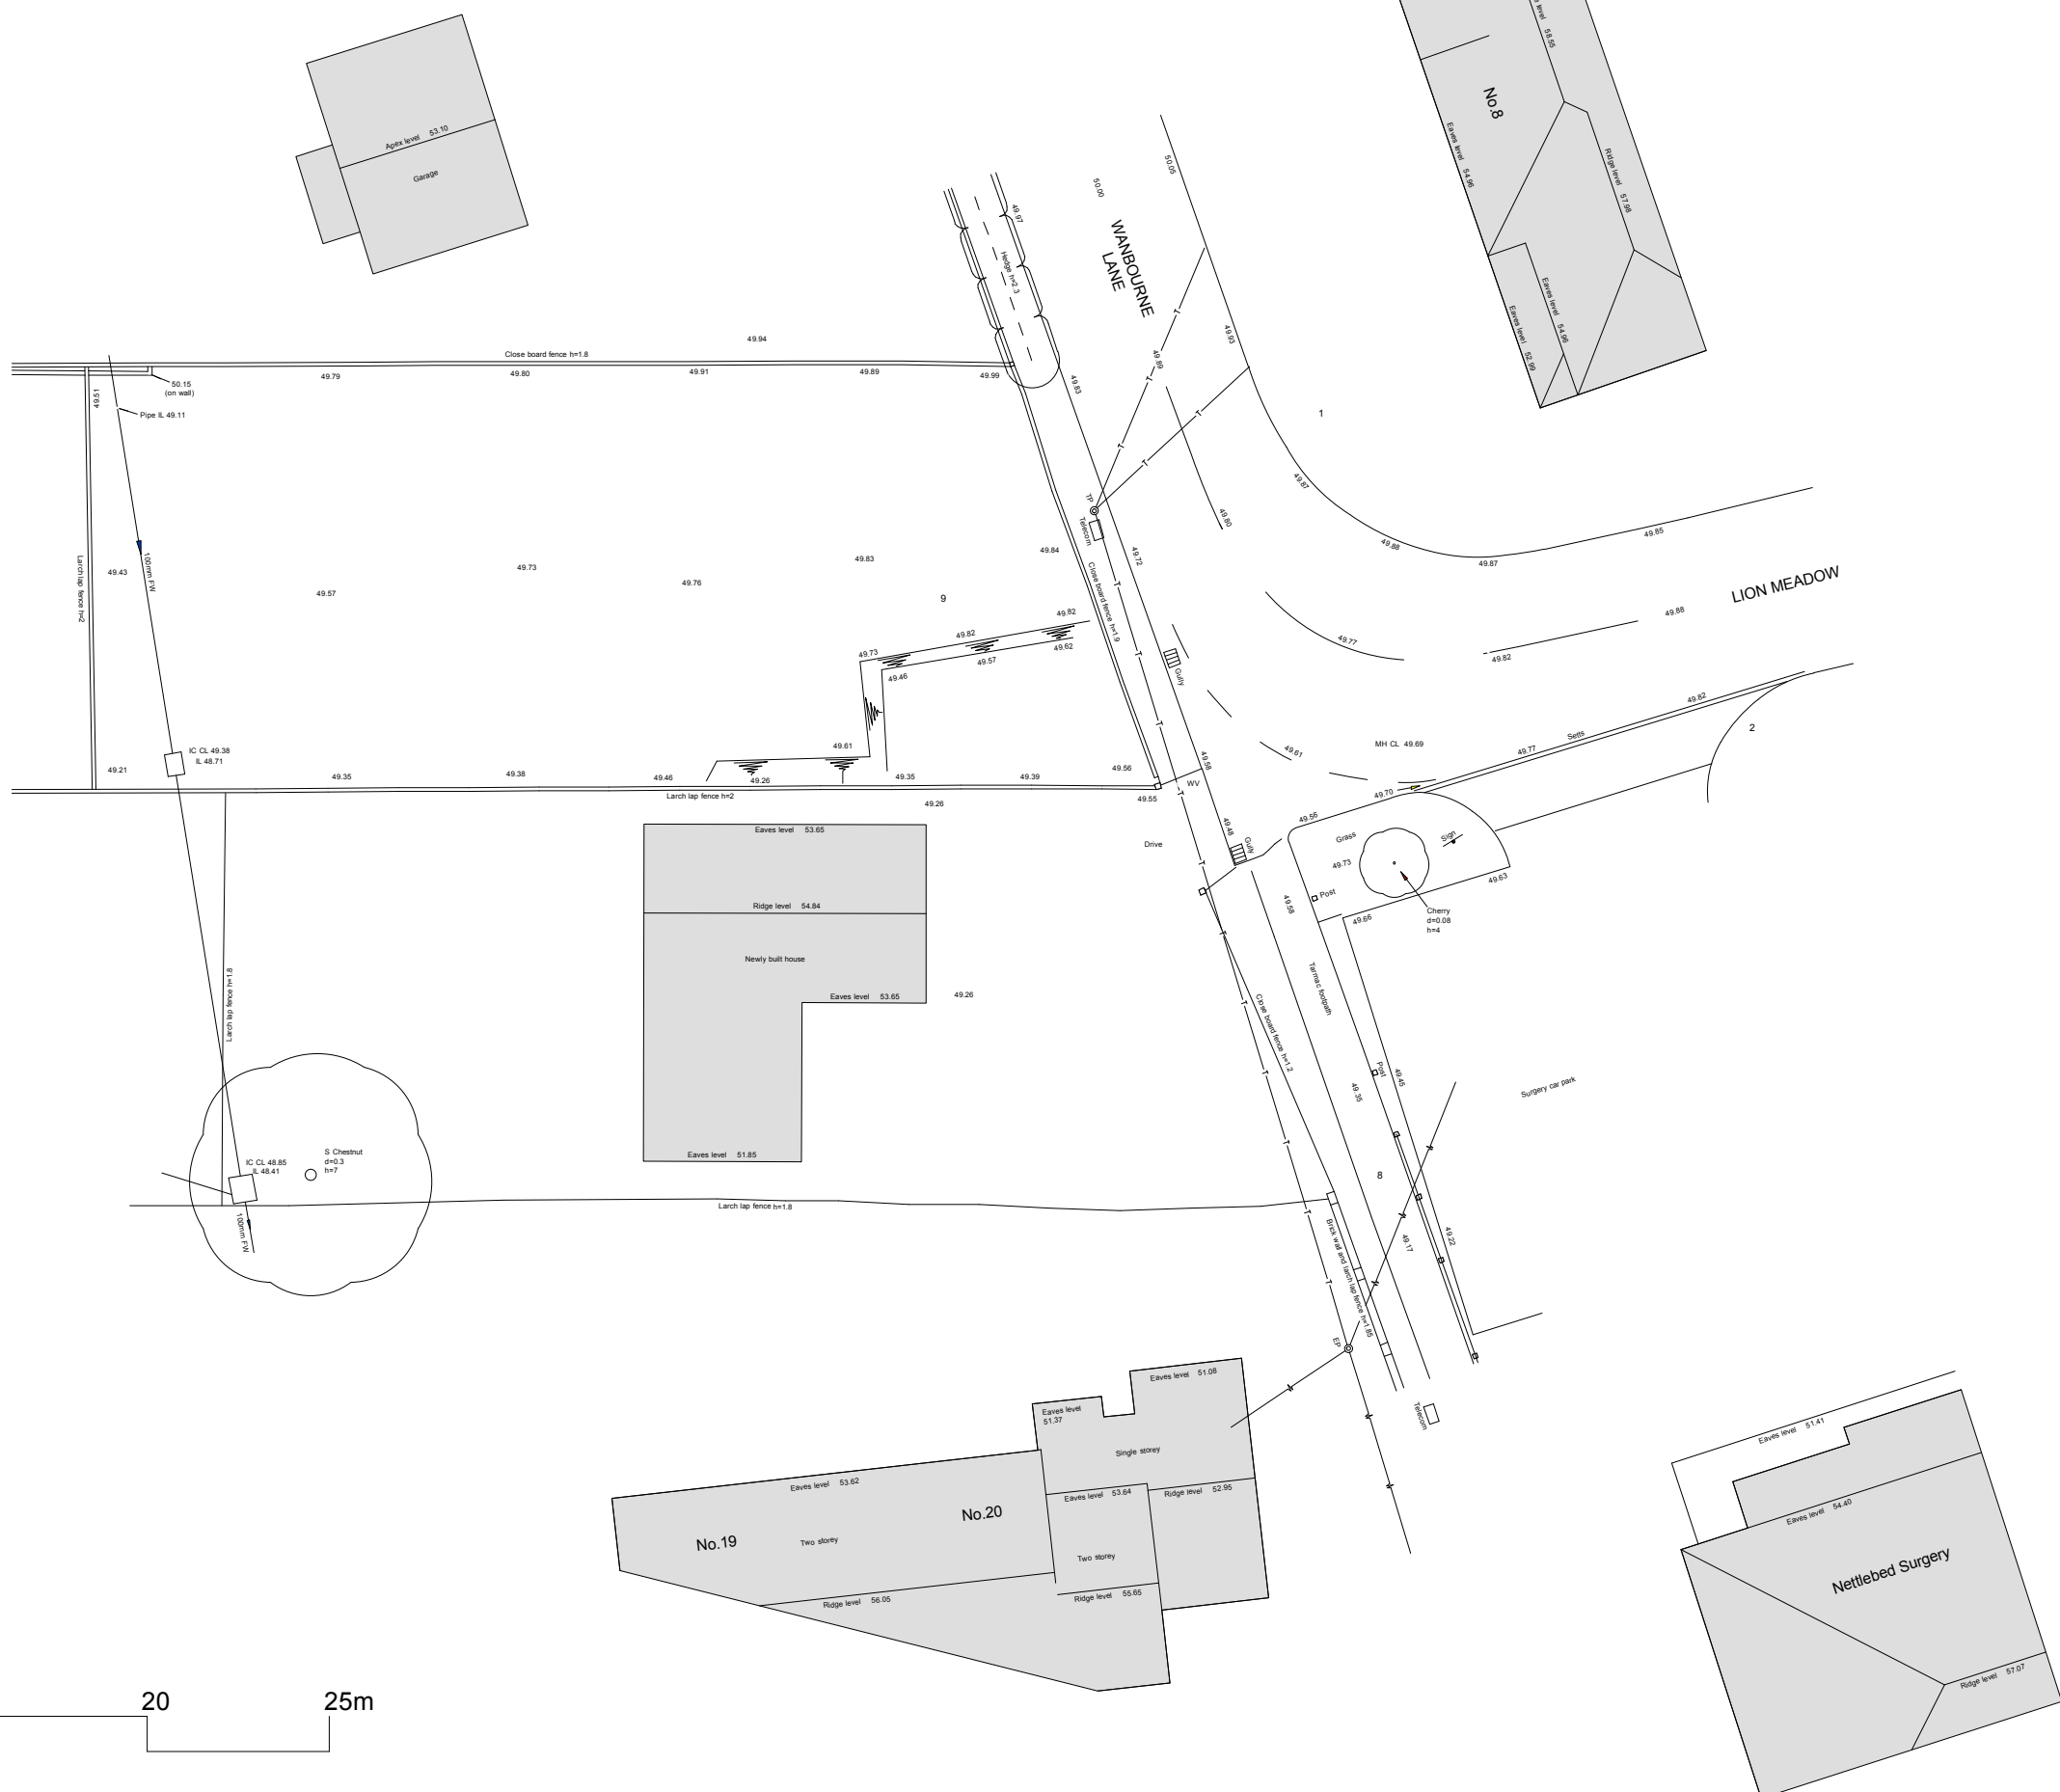 Apex level 53.10
Garage
level 58.55
No.8
Eaves level 54.96
Ridge level 57.98
Eaves level 54.96
Eaves level 52.99
50.05
50.00
WANBOURNE
LANE
49.97
Hedge h=2.3
49.94
Close board fence h=1.8
49.79
49.80
49.91
49.89
49.99
50.15
(on wall)
49.51
Pipe IL 49.11
49.93
49.89
49.83
1
49.80
49.87
49.88
49.87
49.85
LION MEADOW
TP
Telecom
49.72
49.84
49.83
49.76
49.73
49.57
49.43
100mm FW
Larch lap fence h=2
9
Close board fence h=1.9
49.82
49.82
49.73
49.62
49.57
49.46
49.88
49.82
49.77
Gully
49.82
Setts
49.77
2
MH CL 49.69
49.61
49.58
WV
IC CL 49.38
IL 48.71
49.21
49.35
49.38
49.46
49.61
49.26
49.35
49.39
49.56
49.55
Larch lap fence h=2
49.26
49.70
49.56
Grass
Sign
49.73
49.63
49.48
Gully
Drive
Post
49.58
49.66
Cherry
d=0.08
h=4
Eaves level 53.65
Ridge level 54.84
Newly built house
Eaves level 53.65
49.26
Eaves level 51.85
Larch lap fence h=1.8
Tarmac footpath
Close board fence h=1.2
Post
49.45
49.35
Surgery car park
S Chestnut
d=0.3
h=7
IC CL 48.85
IL 48.41
100mm FW
Larch lap fence h=1.8
8
Brick wall and larch lap fence h=1.85
49.17
49.22
EP
Telecom
Eaves level 51.08
Eaves level
51.37
Single storey
Eaves level 53.62
Eaves level 53.64
Ridge level 52.95
No.19
Two storey
No.20
Two storey
Ridge level 56.05
Ridge level 55.65
Eaves level 51.41
Eaves level 54.40
Nettlebed Surgery
Ridge level 57.07
20
25m